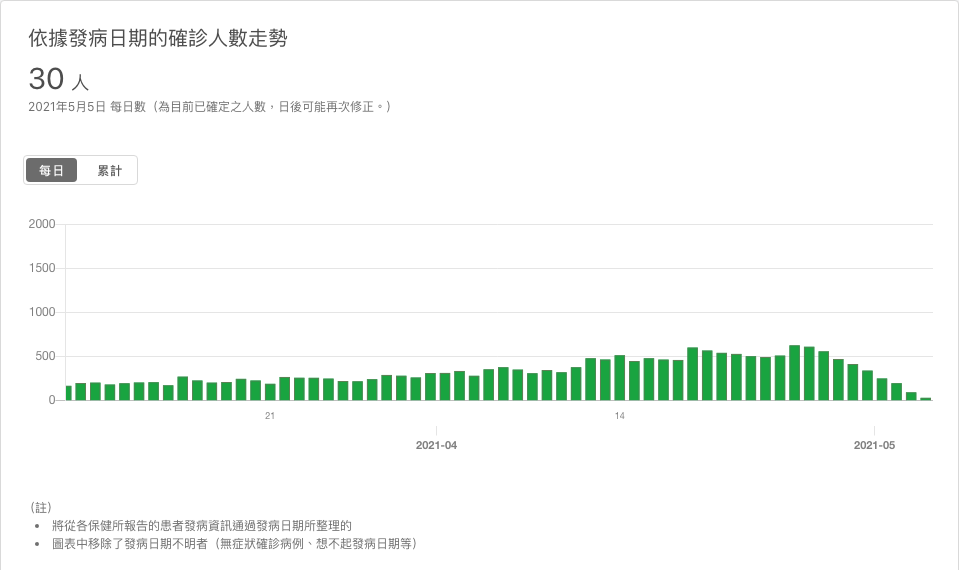 依據發病日期的確診人數走勢
30 人
2021年5月5日 每日數（為目前已確定之人數，日後可能再次修正。）
每日 累計
2000
1500
1000
500
0
21 14
2021-04 2021-05
（註）
• 將從各保健所報告的患者發病資訊通過發病日期所整理的
• 圖表中移除了發病日期不明者（無症狀確診病例、想不起發病日期等）